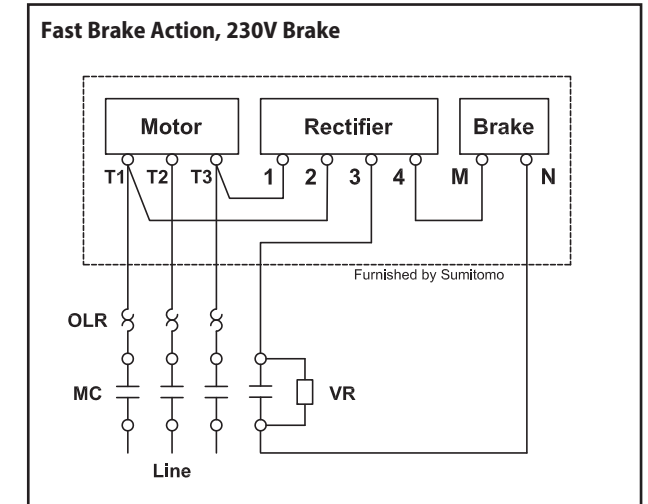 Fast Brake Action, 230V Brake
Motor Rectifier Brake
T1 T2 T3 1 2 3 4 M N
Furnished by Sumitomo
OLR
MC VR
Line